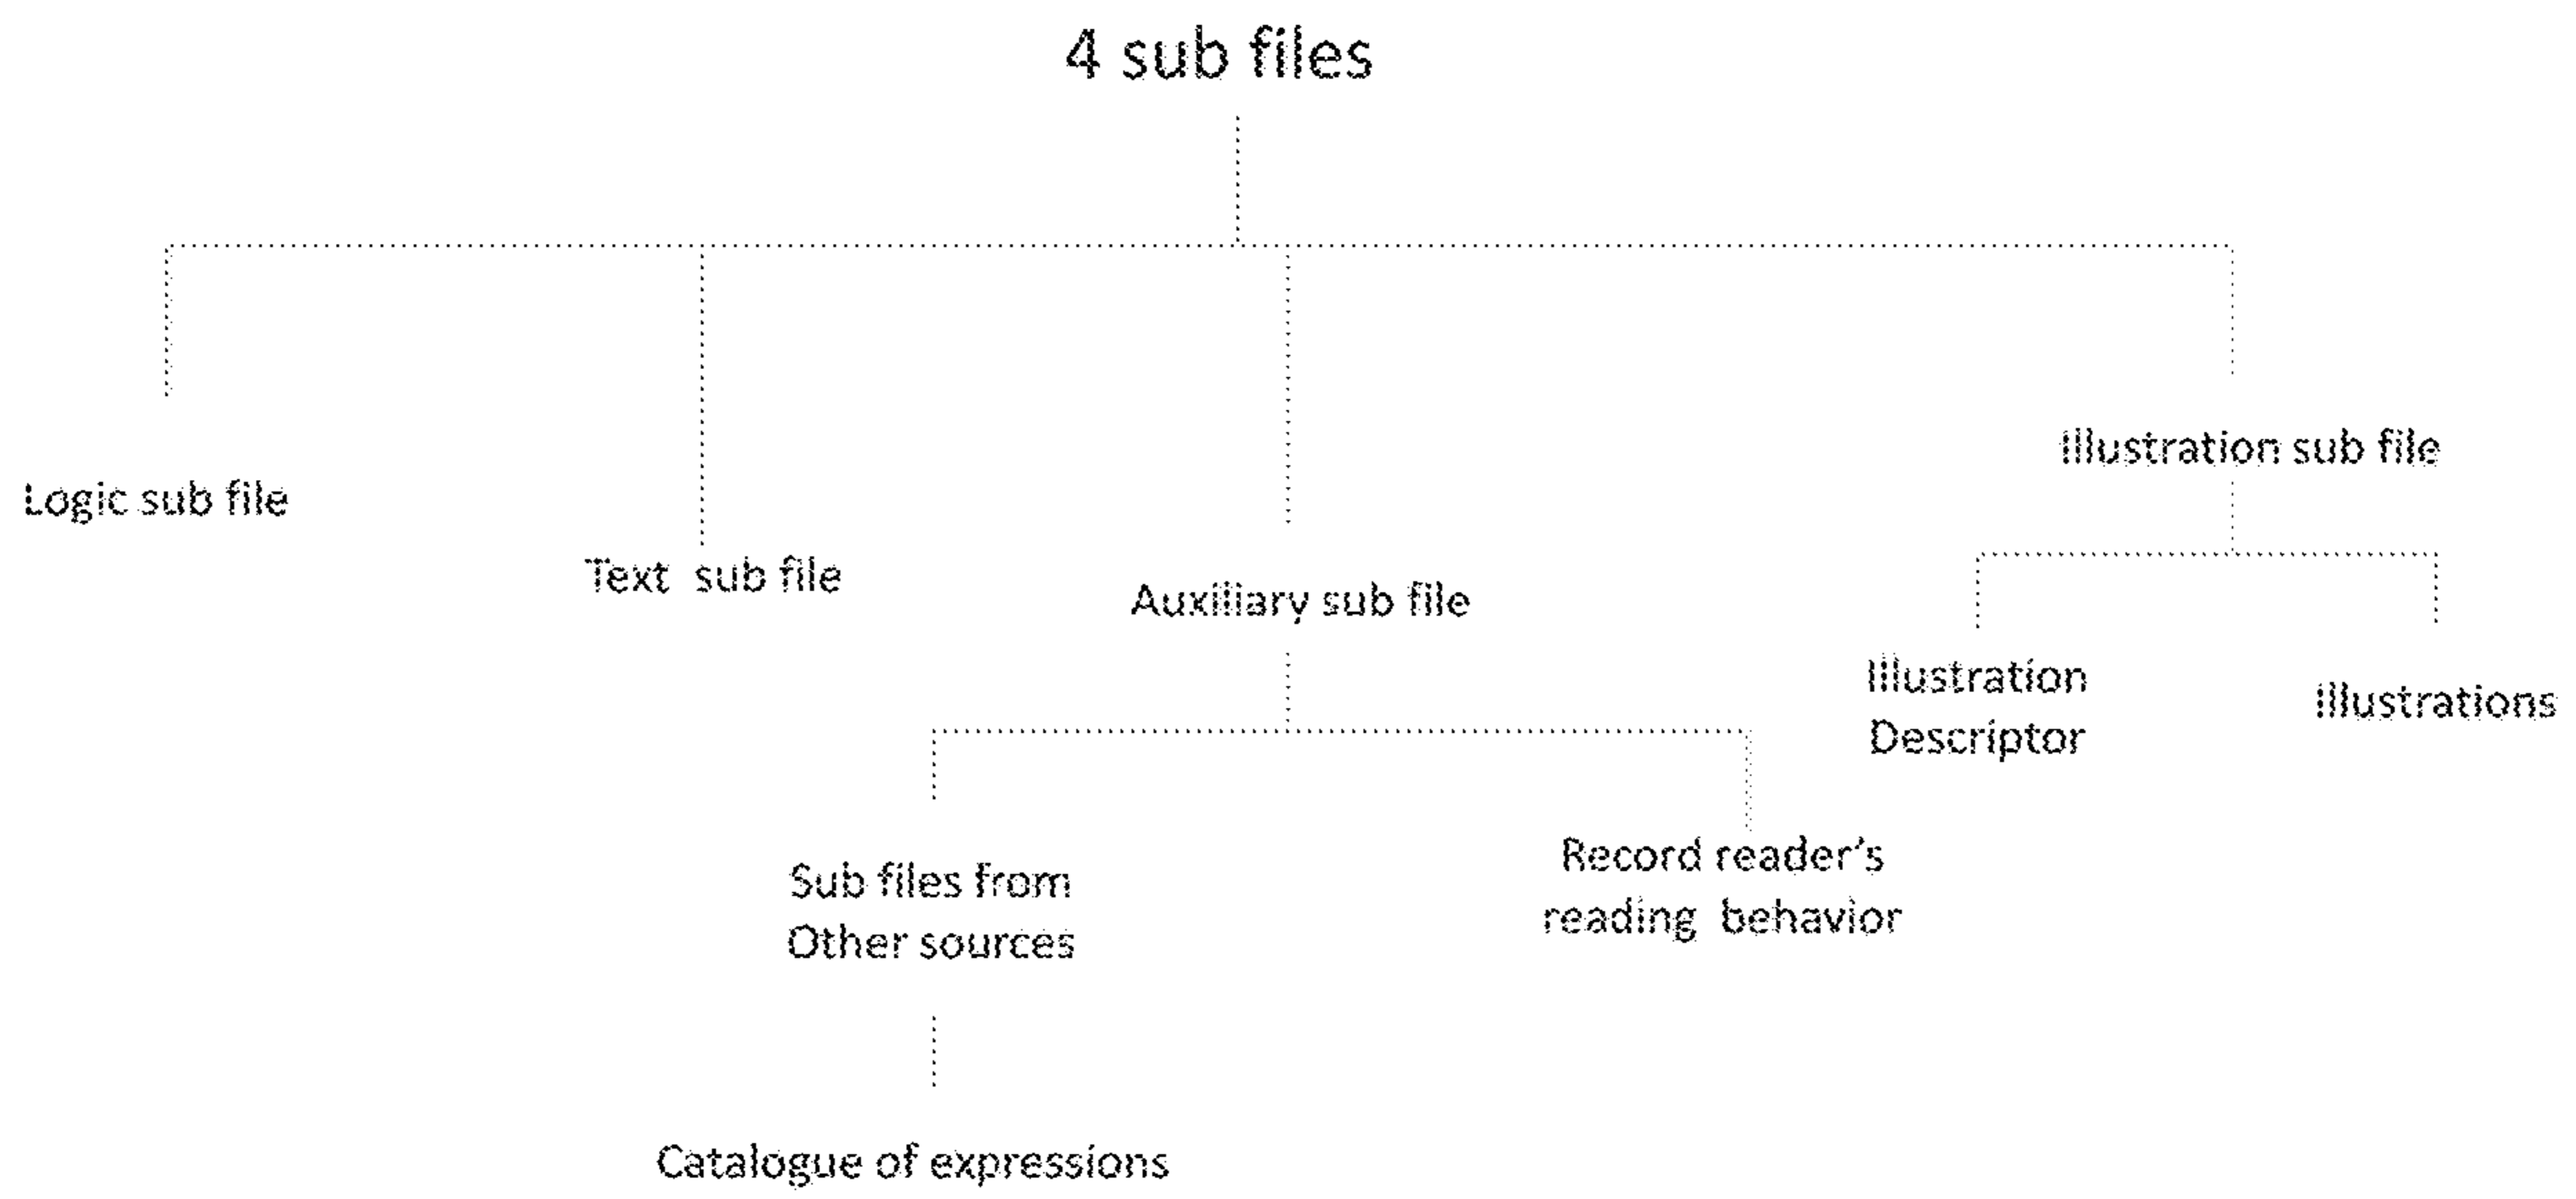 4 sub files
Logic sub file
Text sub file
Auxiliary sub file
Illustration sub file
Illustration
Descriptor
Illustrations
Sub files from
Other sources
Record reader's
reading behavior
Catalogue of expressions